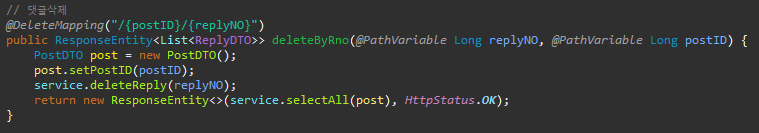 // 댓글삭제
@DeleteMapping("/{postID}/{replyNO}")
public ResponseEntity<List<ReplyDTO>> deleteByRno(@PathVariable Long replyNO, @PathVariable Long postID) {
    PostDTO post = new PostDTO();
    post.setPostID(postID);
    service.deleteReply(replyNO);
    return new ResponseEntity<>(service.selectAll(post), HttpStatus.OK);
}